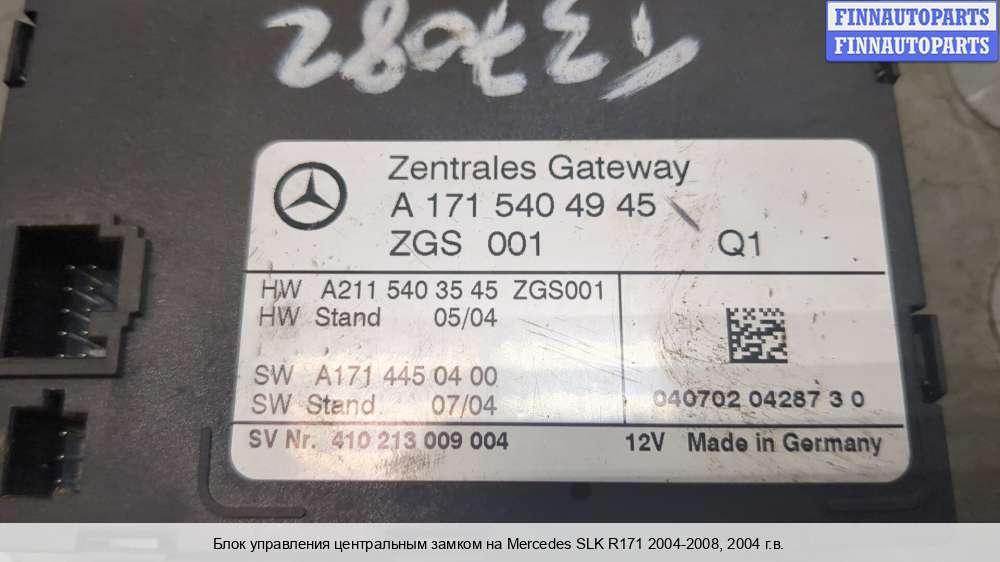 FINNAUTOPARTS
FINNAUTOPARTS
Zentrales Gateway
A 171 540 49 45
ZGS 001 Q1
HW A211 540 35 45 ZGS001
HW Stand 05/04
SW A171 445 04 00
SW Stand. 07/04
040702 04287 3 0
SV Nr. 410 213 009 004
12V Made in Germany
Блок управления центральным замком на Mercedes SLK R171 2004-2008, 2004 г.в.